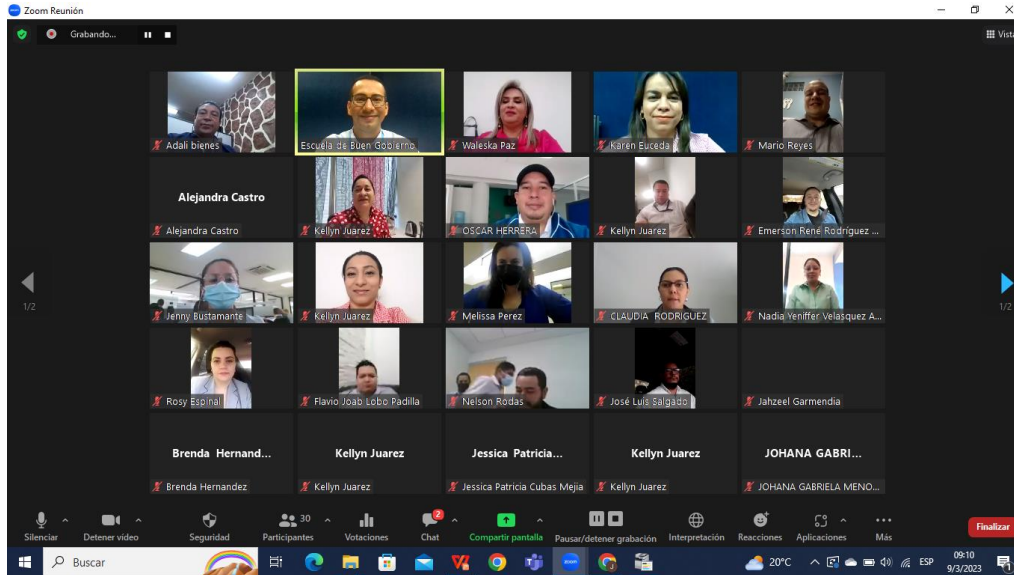 Zoom Reunión
Grabando...
Vista
Adali bienes
Escuela de Buen Gobierno
Waleska Paz
Karen Euceda
Mario Reyes
Alejandra Castro
Alejandra Castro
Kellyn Juarez
OSCAR HERRERA
Kellyn Juarez
Emerson René Rodríguez ...
1/2
1/2
Jenny Bustamante
Kellyn Juarez
Melissa Perez
CLAUDIA RODRIGUEZ
Nadia Yeniffer Velasquez A...
Rosy Espinal
Flavio Joab Lobo Padilla
Nelson Rodas
José Luis Salgado
Jahzeel Garmendia
Brenda Hernand...
Kellyn Juarez
Jessica Patricia...
Kellyn Juarez
JOHANA GABRI...
Brenda Hernandez
Kellyn Juarez
Jessica Patricia Cubas Mejia
Kellyn Juarez
JOHANA GABRIELA MENO...
30
2
Silenciar
Detener video
Seguridad
Participantes
Votaciones
Chat
Compartir pantalla
Pausar/detener grabación
Interpretación
Reacciones
Aplicaciones
Más
Finalizar
Buscar
20°C
ESP
09:10
9/3/2023